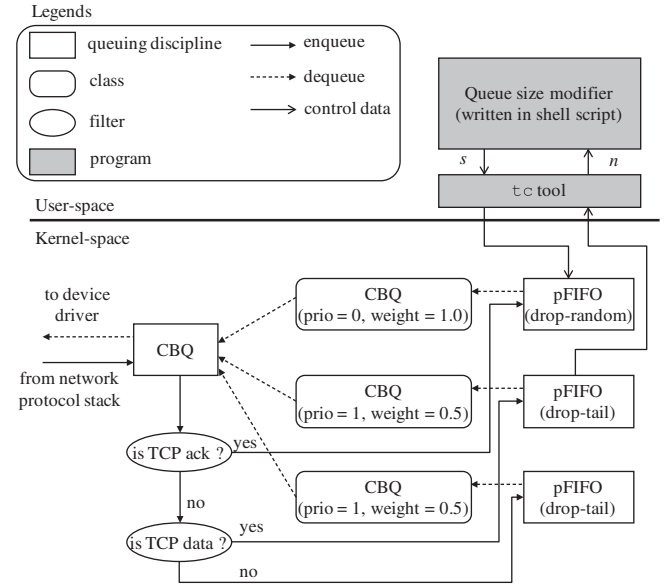 Legends
queuing discipline
class
filter
program
enqueue
dequeue
control data
Queue size modifier
(written in shell script)
s
n
tc tool
User-space
Kernel-space
to device
driver
from network
protocol stack
CBQ
CBQ
(prio = 0, weight = 1.0)
pFIFO
(drop-random)
CBQ
(prio = 1, weight = 0.5)
pFIFO
(drop-tail)
CBQ
(prio = 1, weight = 0.5)
pFIFO
(drop-tail)
is TCP ack ?
yes
no
is TCP data ?
yes
no